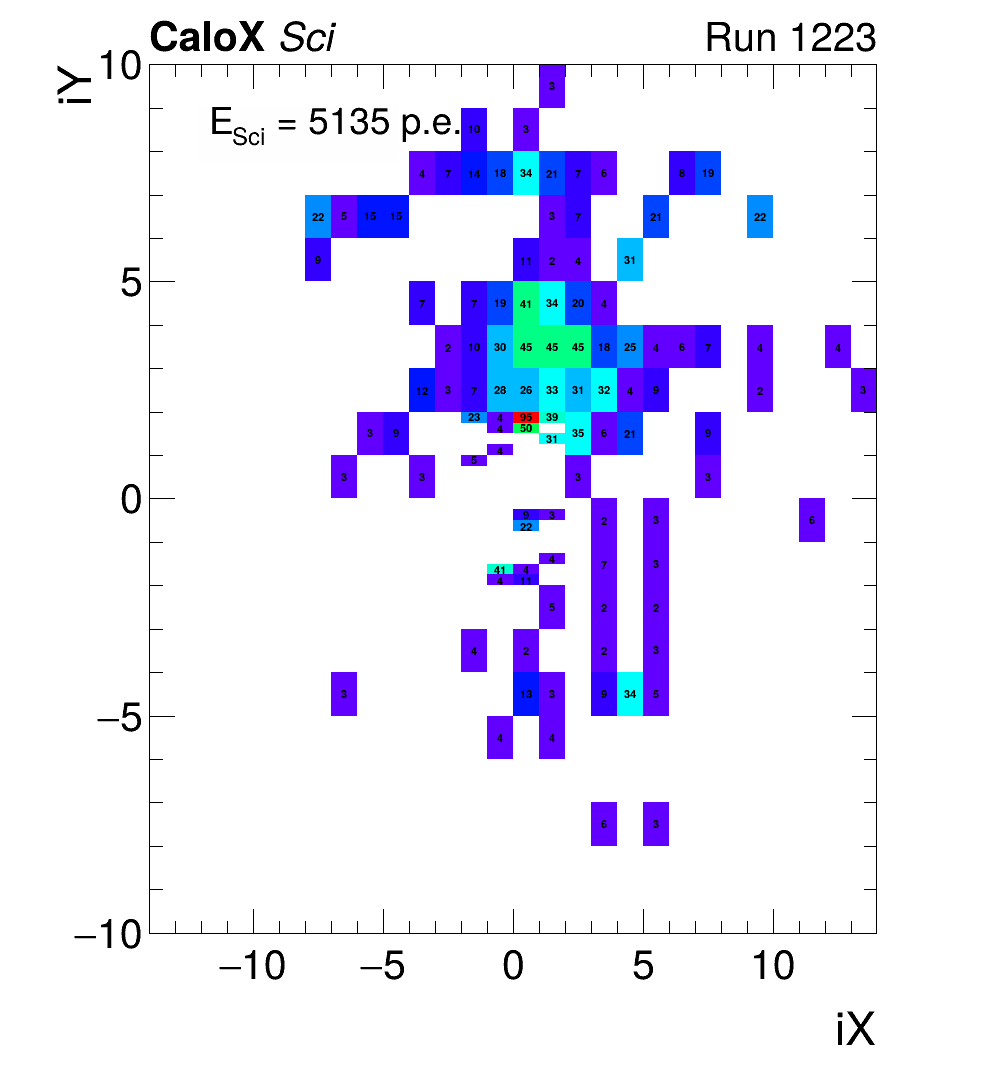 CaloX Sci Run 1223
iY
10
E_Sci = 5135 p.e.
3
10 3
4 7 14 18 34 21 7 6 8 19
22 5 15 15 3 7 21 22
9 11 2 4 31
5
7 7 19 41 34 20 4
2 10 30 45 45 45 18 25 4 6 7 4 4
12 3 7 28 26 33 31 32 4 9 2 3
23 4 95 39
4 50
3 9 31 35 6 21 9
4
5
3 3 3 3
0
9 3
22
2 3 6
4
41 4
4 11
7 3
5 2 2
4 2 2 3
3 13 3 9 34 5
−5
4 4
6 3
−10
−10 −5 0 5 10
iX